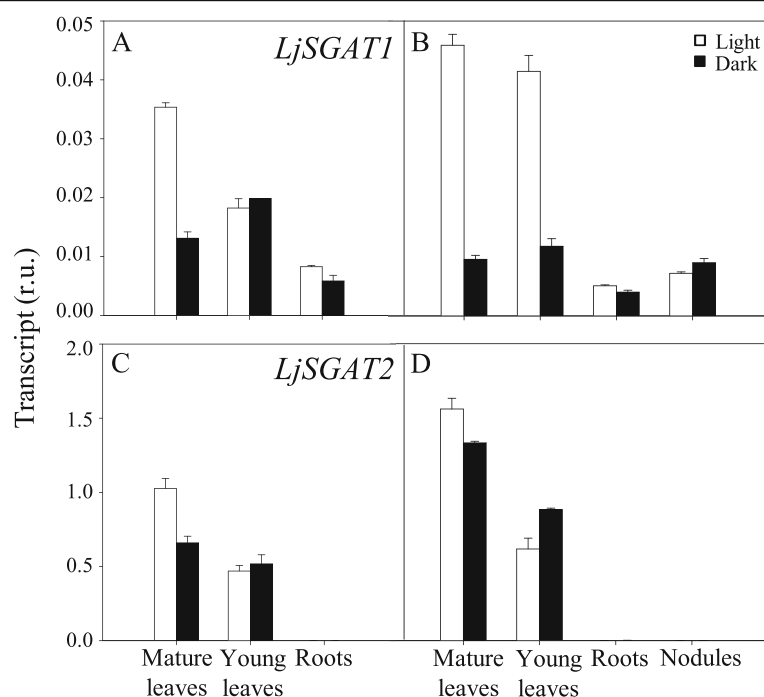 A
LjSGAT1
B
Light
Dark
0.05
0.04
0.03
0.02
0.01
0.00
Transcript (r.u.)
C
LjSGAT2
D
2.0
1.5
1.0
0.5
0.0
Mature leaves
Young leaves
Roots
Mature leaves
Young leaves
Roots
Nodules